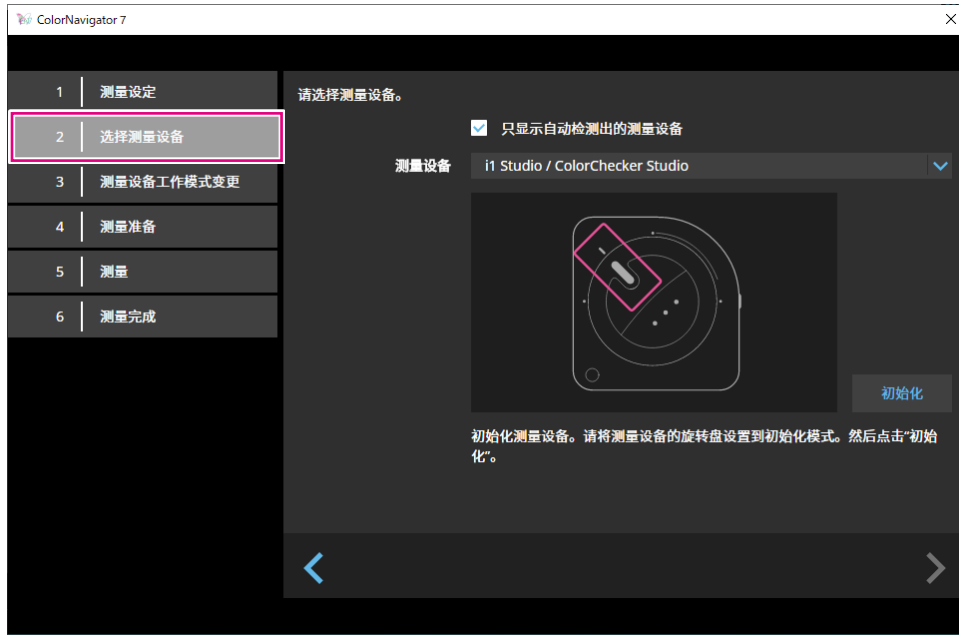 ColorNavigator 7
1 测量设定
2 选择测量设备
3 测量设备工作模式变更
4 测量准备
5 测量
6 测量完成
请选择测量设备。
只显示自动检测出的测量设备
测量设备 i1 Studio / ColorChecker Studio
初始化
初始化测量设备。请将测量设备的旋转盘设置到初始化模式。然后点击“初始
化”。